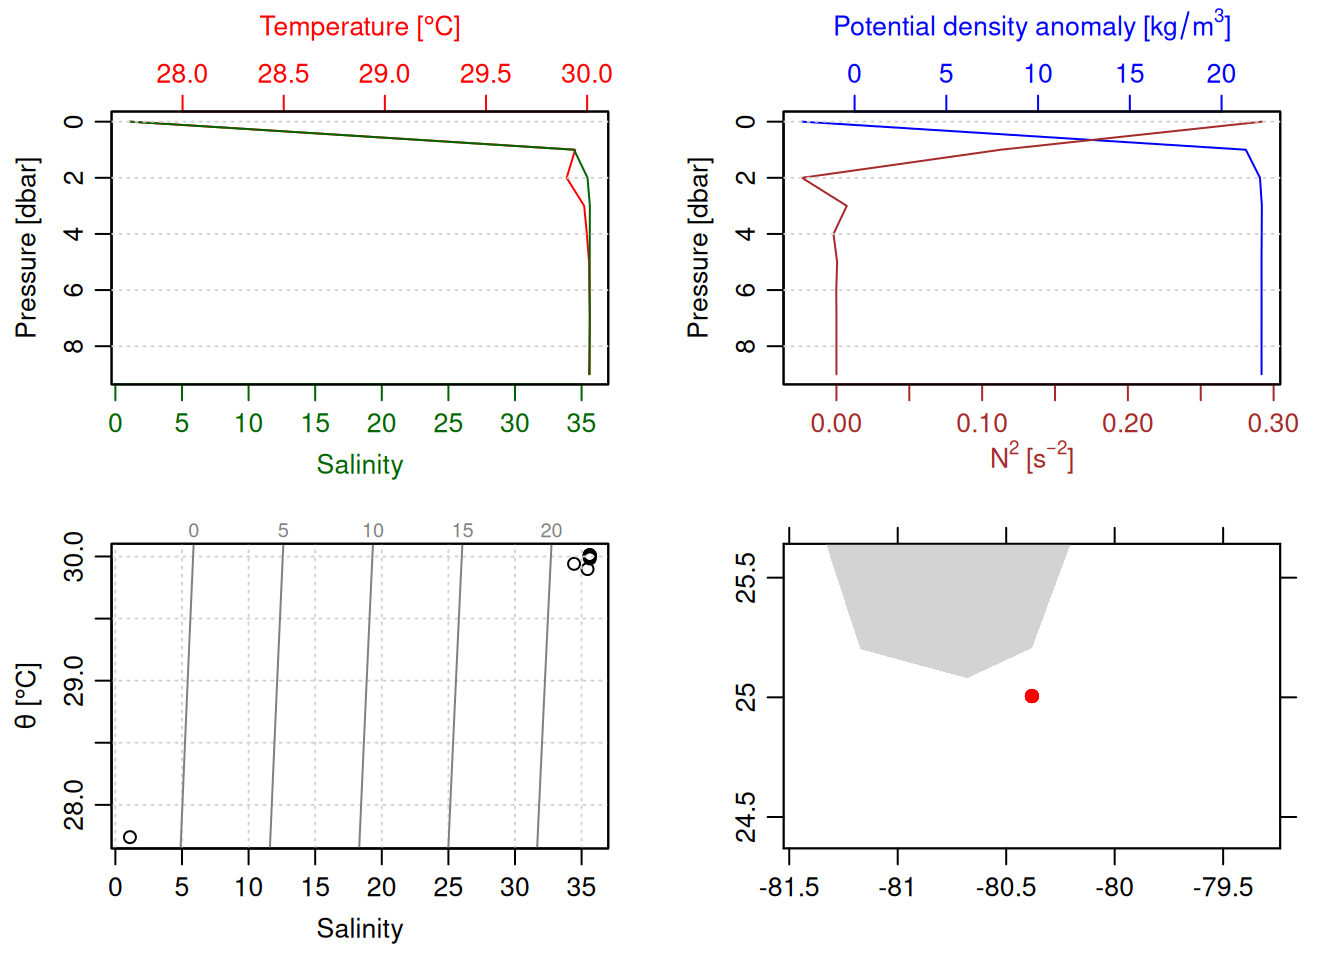 Temperature [°C]
28.0 28.5 29.0 29.5 30.0
Pressure [dbar]
0
2
4
6
8
0 5 10 15 20 25 30 35
Salinity
Potential density anomaly [kg/m³]
0 5 10 15 20
Pressure [dbar]
0
2
4
6
8
0.00 0.10 0.20 0.30
N² [s⁻²]
0 5 10 15 20
θ [°C]
30.0
29.0
28.0
0 5 10 15 20 25 30 35
Salinity
25.5
25
24.5
-81.5 -81 -80.5 -80 -79.5